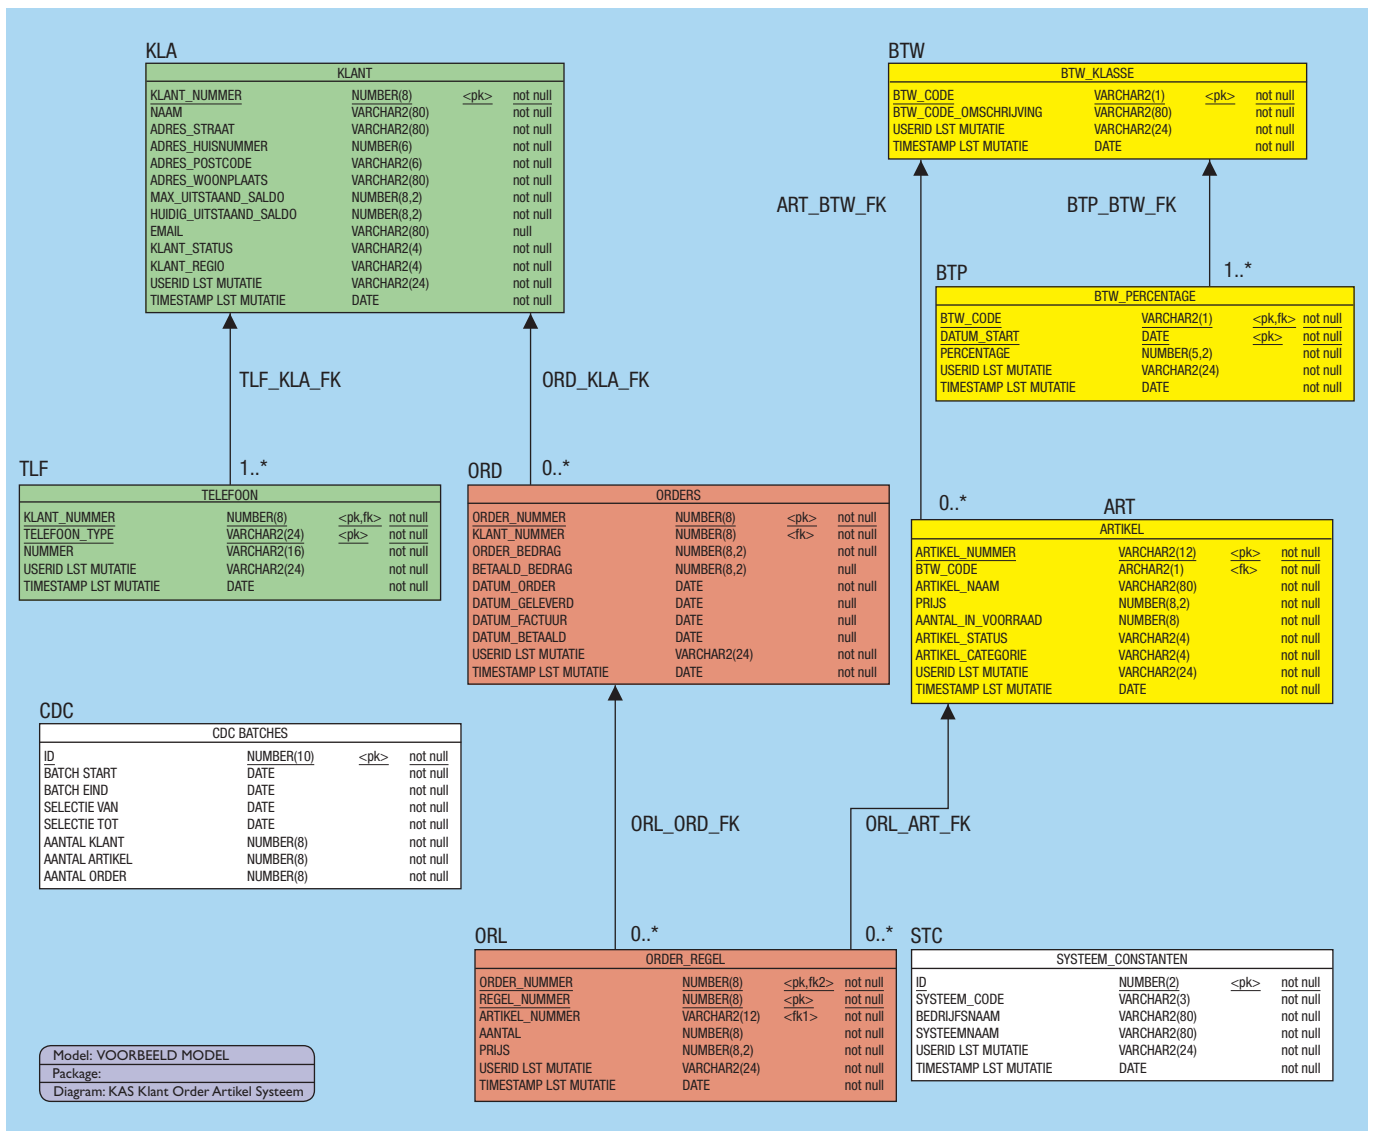 KLA
KLANT
KLANT_NUMMER NUMBER(8) <pk> not null
NAAM VARCHAR2(80) not null
ADRES_STRAAT VARCHAR2(80) not null
ADRES_HUISNUMMER NUMBER(6) not null
ADRES_POSTCODE VARCHAR2(6) not null
ADRES_WOONPLAATS VARCHAR2(80) not null
MAX_UITSTAAND_SALDO NUMBER(8,2) not null
HUIDIG_UITSTAAND_SALDO NUMBER(8,2) not null
EMAIL VARCHAR2(80) null
KLANT_STATUS VARCHAR2(4) not null
KLANT_REGIO VARCHAR2(4) not null
USERID LST MUTATIE VARCHAR2(24) not null
TIMESTAMP LST MUTATIE DATE not null
BTW
BTW_KLASSE
BTW_CODE VARCHAR2(1) <pk> not null
BTW_CODE_OMSCHRIJVING VARCHAR2(80) not null
USERID LST MUTATIE VARCHAR2(24) not null
TIMESTAMP LST MUTATIE DATE not null
ART_BTW_FK
BTP_BTW_FK
BTP
1..*
BTW_PERCENTAGE
BTW_CODE VARCHAR2(1) <pk,fk> not null
DATUM_START DATE <pk> not null
PERCENTAGE NUMBER(5,2) not null
USERID LST MUTATIE VARCHAR2(24) not null
TIMESTAMP LST MUTATIE DATE not null
TLF_KLA_FK
ORD_KLA_FK
TLF
1..*
TELEFOON
KLANT_NUMMER NUMBER(8) <pk,fk> not null
TELEFOON_TYPE VARCHAR2(24) <pk> not null
NUMMER VARCHAR2(16) not null
USERID LST MUTATIE VARCHAR2(24) not null
TIMESTAMP LST MUTATIE DATE not null
ORD
0..*
ORDERS
ORDER_NUMMER NUMBER(8) <pk> not null
KLANT_NUMMER NUMBER(8) <fk> not null
ORDER_BEDRAG NUMBER(8,2) not null
BETAALD_BEDRAG NUMBER(8,2) null
DATUM_ORDER DATE not null
DATUM_GELEVERD DATE null
DATUM_FACTUUR DATE null
DATUM_BETAALD DATE null
USERID LST MUTATIE VARCHAR2(24) not null
TIMESTAMP LST MUTATIE DATE not null
0..*
ART
ARTIKEL
ARTIKEL_NUMMER VARCHAR2(12) <pk> not null
BTW_CODE ARCHAR2(1) <fk> not null
ARTIKEL_NAAM VARCHAR2(80) not null
PRIJS NUMBER(8,2) not null
AANTAL_IN_VOORRAAD NUMBER(8) not null
ARTIKEL_STATUS VARCHAR2(4) not null
ARTIKEL_CATEGORIE VARCHAR2(4) not null
USERID LST MUTATIE VARCHAR2(24) not null
TIMESTAMP LST MUTATIE DATE not null
CDC
CDC BATCHES
ID NUMBER(10) <pk> not null
BATCH START DATE not null
BATCH EIND DATE not null
SELECTIE VAN DATE not null
SELECTIE TOT DATE not null
AANTAL KLANT NUMBER(8) not null
AANTAL ARTIKEL NUMBER(8) not null
AANTAL ORDER NUMBER(8) not null
ORL_ORD_FK
ORL_ART_FK
ORL
0..*
0..*
ORDER_REGEL
ORDER_NUMMER NUMBER(8) <pk,fk2> not null
REGEL_NUMMER NUMBER(8) <pk> not null
ARTIKEL_NUMMER VARCHAR2(12) <fk1> not null
AANTAL NUMBER(8) not null
PRIJS NUMBER(8,2) not null
USERID LST MUTATIE VARCHAR2(24) not null
TIMESTAMP LST MUTATIE DATE not null
STC
SYSTEEM_CONSTANTEN
ID NUMBER(2) <pk> not null
SYSTEEM_CODE VARCHAR2(3) not null
BEDRIJFSNAAM VARCHAR2(80) not null
SYSTEEMNAAM VARCHAR2(80) not null
USERID LST MUTATIE VARCHAR2(24) not null
TIMESTAMP LST MUTATIE DATE not null
Model: VOORBEELD MODEL
Package:
Diagram: KAS Klant Order Artikel Systeem